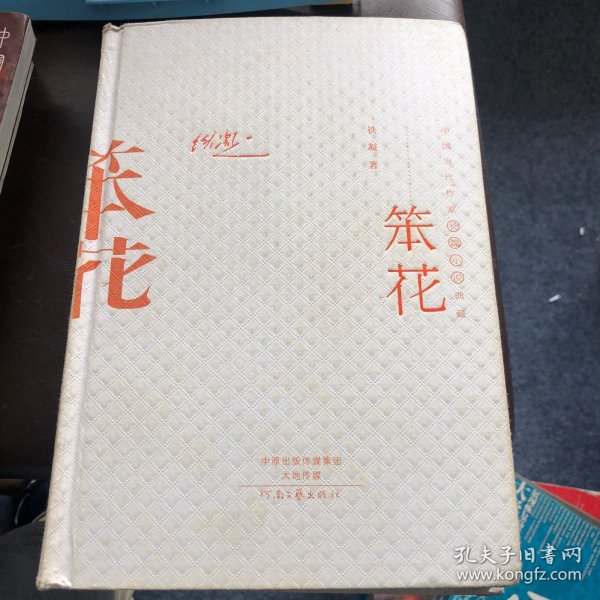 中国当代作家长篇小说典藏
铁凝著
笨花
铁凝
笨花
中原出版传媒集团
大地传媒
河南文艺出版社
中国
孔夫子旧书网
www.kongfz.com